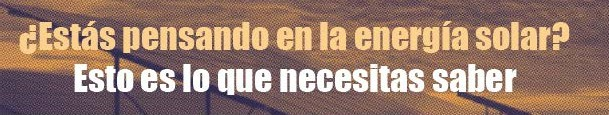 ¿Estás pensando en la energía solar?
Esto es lo que necesitas saber